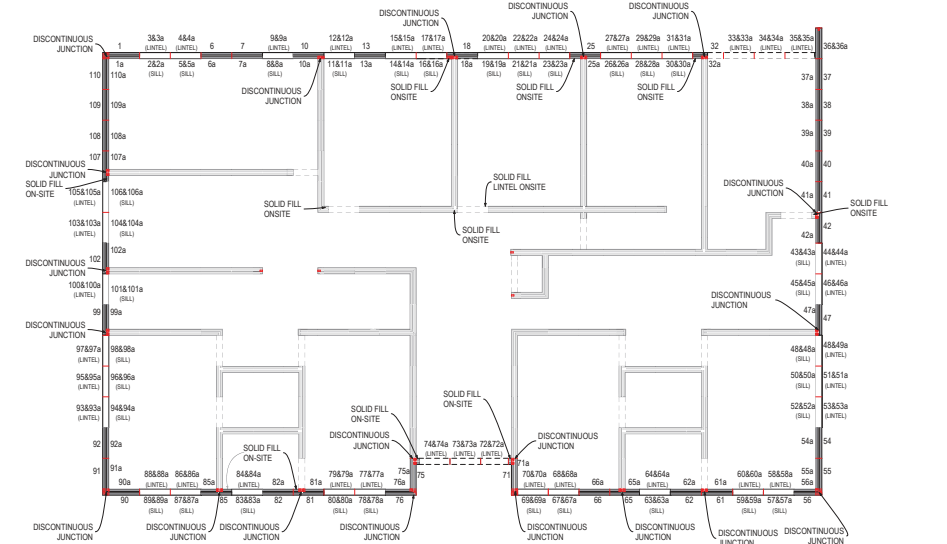 DISCONTINUOUS
JUNCTION
DISCONTINUOUS
JUNCTION
DISCONTINUOUS
JUNCTION
DISCONTINUOUS
JUNCTION
1 3&3a 4&4a 6 7 9&9a 10 12&12a 13 15&15a 17&17a 18 20&20a 22&22a 24&24a 25 27&27a 29&29a 31&31a 32 33&33a 34&34a 35&35a 36&36a
(LINTEL) (LINTEL) (LINTEL) (LINTEL) (LINTEL) (LINTEL) (LINTEL) (LINTEL) (LINTEL) (LINTEL) (LINTEL) (LINTEL) (LINTEL) (LINTEL) (LINTEL)
1a 2&2a 5&5a 6a 7a 8&8a 10a 11&11a 13a 14&14a 16&16a 18a 19&19a 21&21a 23&23a 25a 26&26a 28&28a 30&30a 32a
(SILL) (SILL) (SILL) (SILL) (SILL) (SILL) (SILL) (SILL) (SILL) (SILL) (SILL) (SILL)
110 110a
37a 37
DISCONTINUOUS
JUNCTION
SOLID FILL
ONSITE
SOLID FILL
ONSITE
SOLID FILL
ONSITE
109 109a
38a 38
108 108a
39a 39
107 107a
40a 40
DISCONTINUOUS
JUNCTION
SOLID FILL
ON-SITE
SOLID FILL
LINTEL ONSITE
DISCONTINUOUS
JUNCTION
105&105a 106&106a
(LINTEL) (SILL)
41a 41
SOLID FILL
ONSITE
SOLID FILL
ONSITE
103&103a 104&104a
(LINTEL) (SILL)
42a 42
SOLID FILL
ONSITE
102 102a
43&43a 44&44a
(SILL) (LINTEL)
DISCONTINUOUS
JUNCTION
100&100a 101&101a
(LINTEL) (SILL)
45&45a 46&46a
(SILL) (LINTEL)
DISCONTINUOUS
JUNCTION
99 99a
47a 47
DISCONTINUOUS
JUNCTION
97&97a 98&98a
(LINTEL) (SILL)
48&48a 48&49a
(SILL) (LINTEL)
95&95a 96&96a
(LINTEL) (SILL)
50&50a 51&51a
(SILL) (LINTEL)
93&93a 94&94a
(LINTEL) (SILL)
52&52a 53&53a
(SILL) (LINTEL)
SOLID FILL
ON-SITE
SOLID FILL
ON-SITE
92 92a
54a 54
DISCONTINUOUS
JUNCTION
74&74a 73&73a 72&72a
(LINTEL) (LINTEL) (LINTEL)
DISCONTINUOUS
JUNCTION
SOLID FILL
ON-SITE
91 91a
75a 75
71 71a
55a 55
90a 88&88a 86&86a 85a 84&84a 82a 81a 79&79a 77&77a 76a 70&70a 68&68a 66a 65a 64&64a 62a 61a 60&60a 58&58a 56a
(LINTEL) (LINTEL) (LINTEL) (LINTEL) (LINTEL) (LINTEL) (LINTEL) (LINTEL) (LINTEL) (LINTEL)
90 89&89a 87&87a 85 83&83a 82 81 80&80a 78&78a 76 69&69a 67&67a 66 65 63&63a 62 61 59&59a 57&57a 56
(SILL) (SILL) (SILL) (SILL) (SILL) (SILL) (SILL) (SILL) (SILL) (SILL)
DISCONTINUOUS
JUNCTION
DISCONTINUOUS
JUNCTION
DISCONTINUOUS
JUNCTION
DISCONTINUOUS
JUNCTION
DISCONTINUOUS
JUNCTION
DISCONTINUOUS
JUNCTION
DISCONTINUOUS
JUNCTION
DISCONTINUOUS
JUNCTION